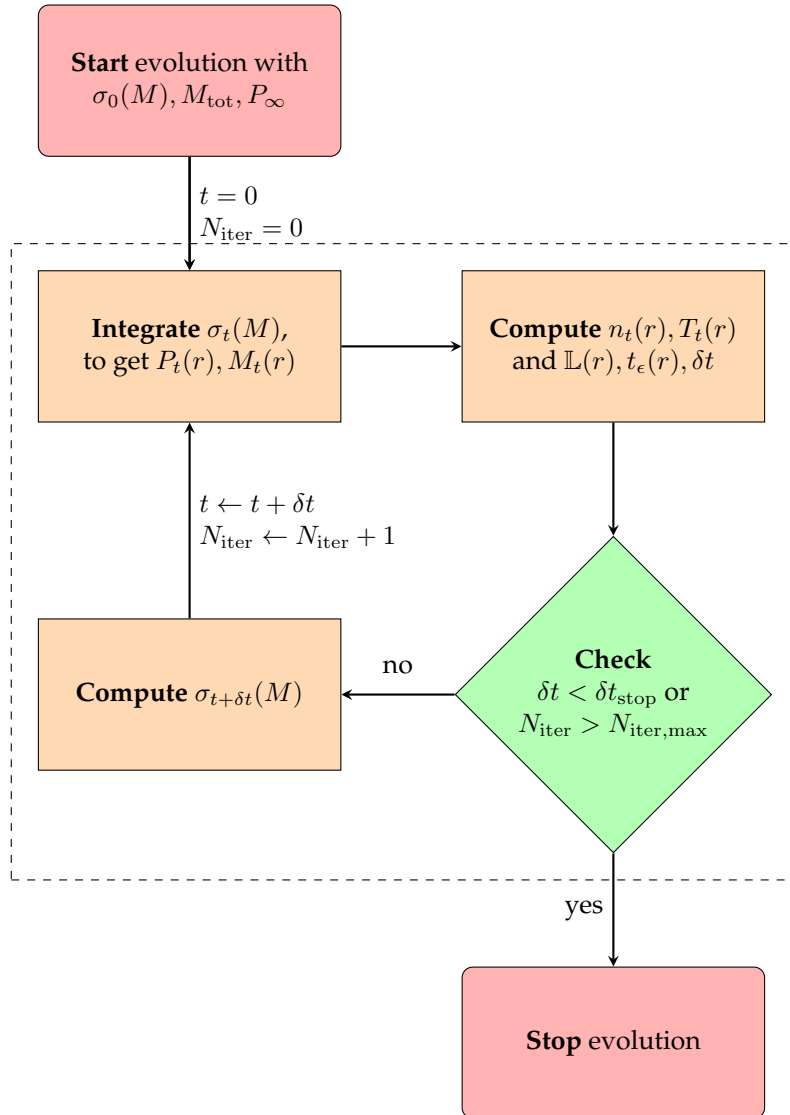 Start evolution with
σ₀(M), M_tot, P_∞
t = 0
N_iter = 0
Integrate σ_t(M),
to get P_t(r), M_t(r)
Compute n_t(r), T_t(r)
and 𝕃(r), t_ϵ(r), δt
t ← t + δt
N_iter ← N_iter + 1
Compute σ_{t+δt}(M)
no
Check
δt < δt_stop or
N_iter > N_iter,max
yes
Stop evolution